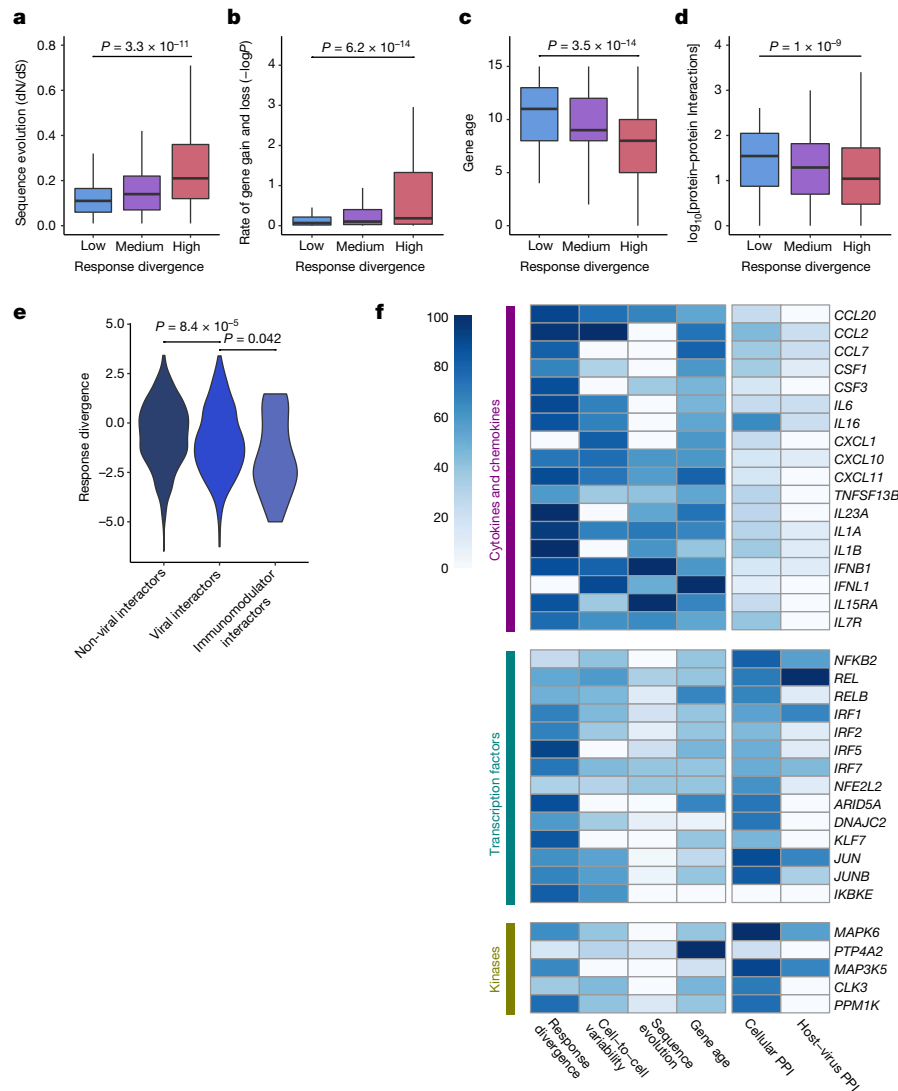 a
Sequence evolution (dN/dS)
0.8
0.6
0.4
0.2
0.0
P = 3.3 × 10⁻¹¹
Low Medium High
Response divergence
b
Rate of gene gain and loss (−logP)
4
3
2
1
0
P = 6.2 × 10⁻¹⁴
Low Medium High
Response divergence
c
Gene age
15
10
5
0
P = 3.5 × 10⁻¹⁴
Low Medium High
Response divergence
d
log₁₀[protein–protein Interactions]
4
3
2
1
0
P = 1 × 10⁻⁹
Low Medium High
Response divergence
e
Response divergence
5.0
2.5
0.0
−2.5
−5.0
P = 8.4 × 10⁻⁵
P = 0.042
Non-viral interactors
Viral interactors
Immunomodulator
interactors
f
100
80
60
40
20
0
Cytokines and chemokines
CCL20
CCL2
CCL7
CSF1
CSF3
IL6
IL16
CXCL1
CXCL10
CXCL11
TNFSF13B
IL23A
IL1A
IL1B
IFNB1
IFNL1
IL15RA
IL7R
Transcription factors
NFKB2
REL
RELB
IRF1
IRF2
IRF5
IRF7
NFE2L2
ARID5A
DNAJC2
KLF7
JUN
JUNB
IKBKE
Kinases
MAPK6
PTP4A2
MAP3K5
CLK3
PPM1K
Response
divergence
Cell-to-cell
variability
Sequence
evolution
Gene age
Cellular PPI
Host–virus PPI